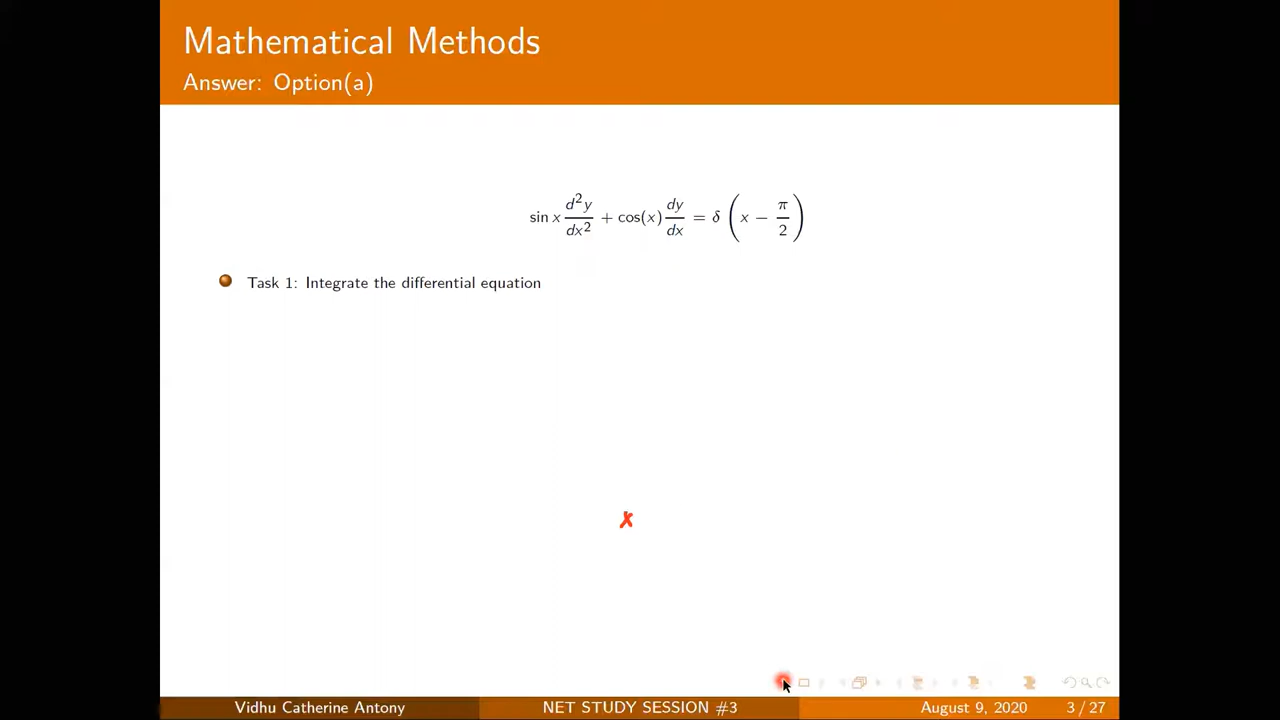 Mathematical Methods
Answer: Option(a)
sin x d²y/dx² + cos(x) dy/dx = δ (x − π/2)
Task 1: Integrate the differential equation
✗
Vidhu Catherine Antony NET STUDY SESSION #3 August 9, 2020 3 / 27